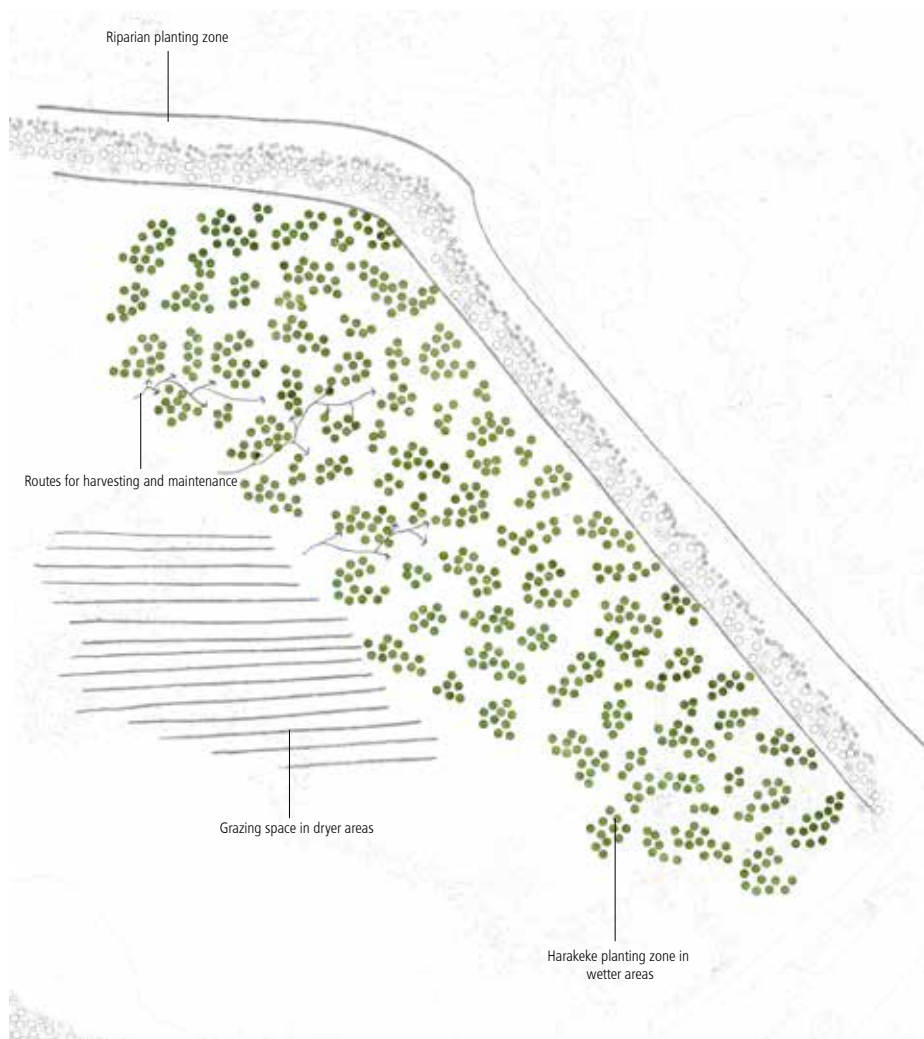 Riparian planting zone
Routes for harvesting and maintenance
Grazing space in dryer areas
Harakeke planting zone in
wetter areas